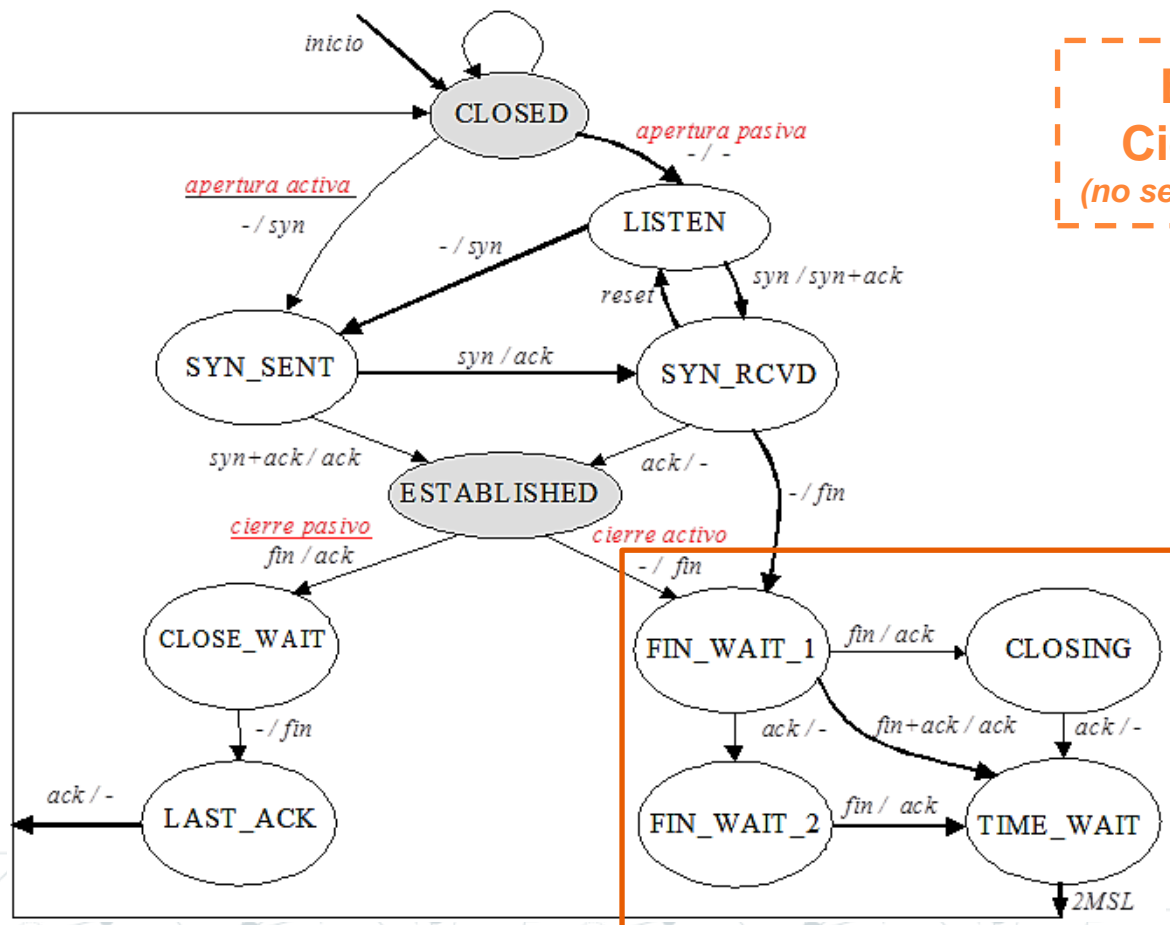 inicio
CLOSED
apertura pasiva
- / -
apertura activa
- / syn
LISTEN
- / syn
syn / syn+ack
reset
SYN_SENT
syn / ack
SYN_RCVD
syn+ack / ack
ack / -
ESTABLISHED
- / fin
cierre pasivo
fin / ack
cierre activo
- / fin
CLOSE_WAIT
FIN_WAIT_1
fin / ack
CLOSING
- / fin
ack / -
fin+ack / ack
ack / -
ack / -
LAST_ACK
FIN_WAIT_2
fin / ack
TIME_WAIT
2MSL
Ci
(no se